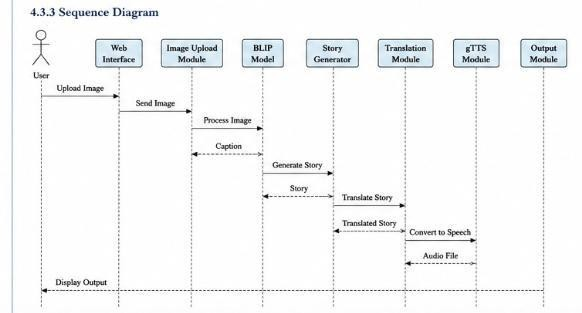 4.3.3 Sequence Diagram
User
Web
Interface
Image Upload
Module
BLIP
Model
Story
Generator
Translation
Module
gTTS
Module
Output
Module
Upload Image
Send Image
Process Image
Caption
Generate Story
Story
Translate Story
Translated Story
Convert to Speech
Audio File
Display Output